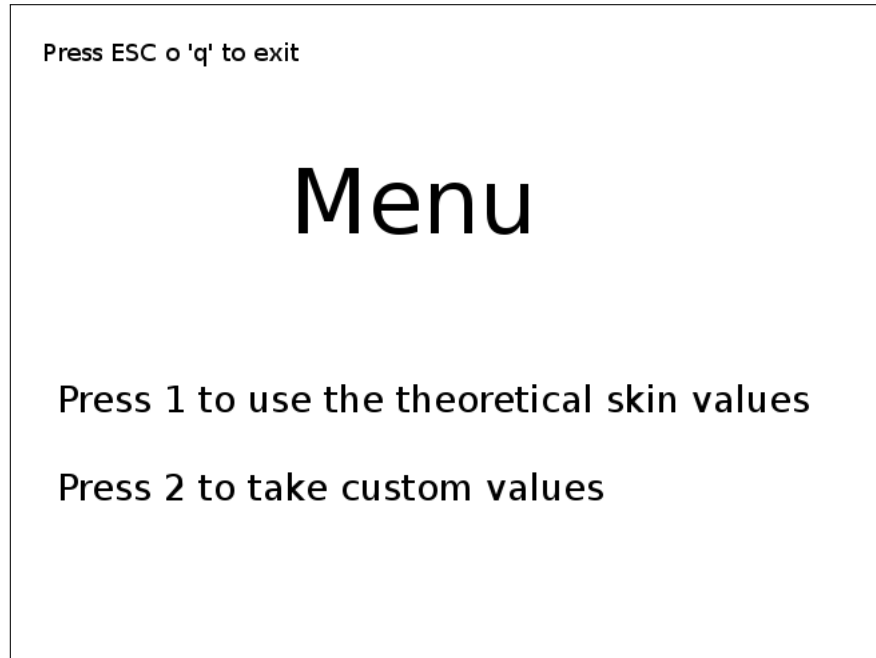 Press ESC o 'q' to exit
Menu
Press 1 to use the theoretical skin values
Press 2 to take custom values